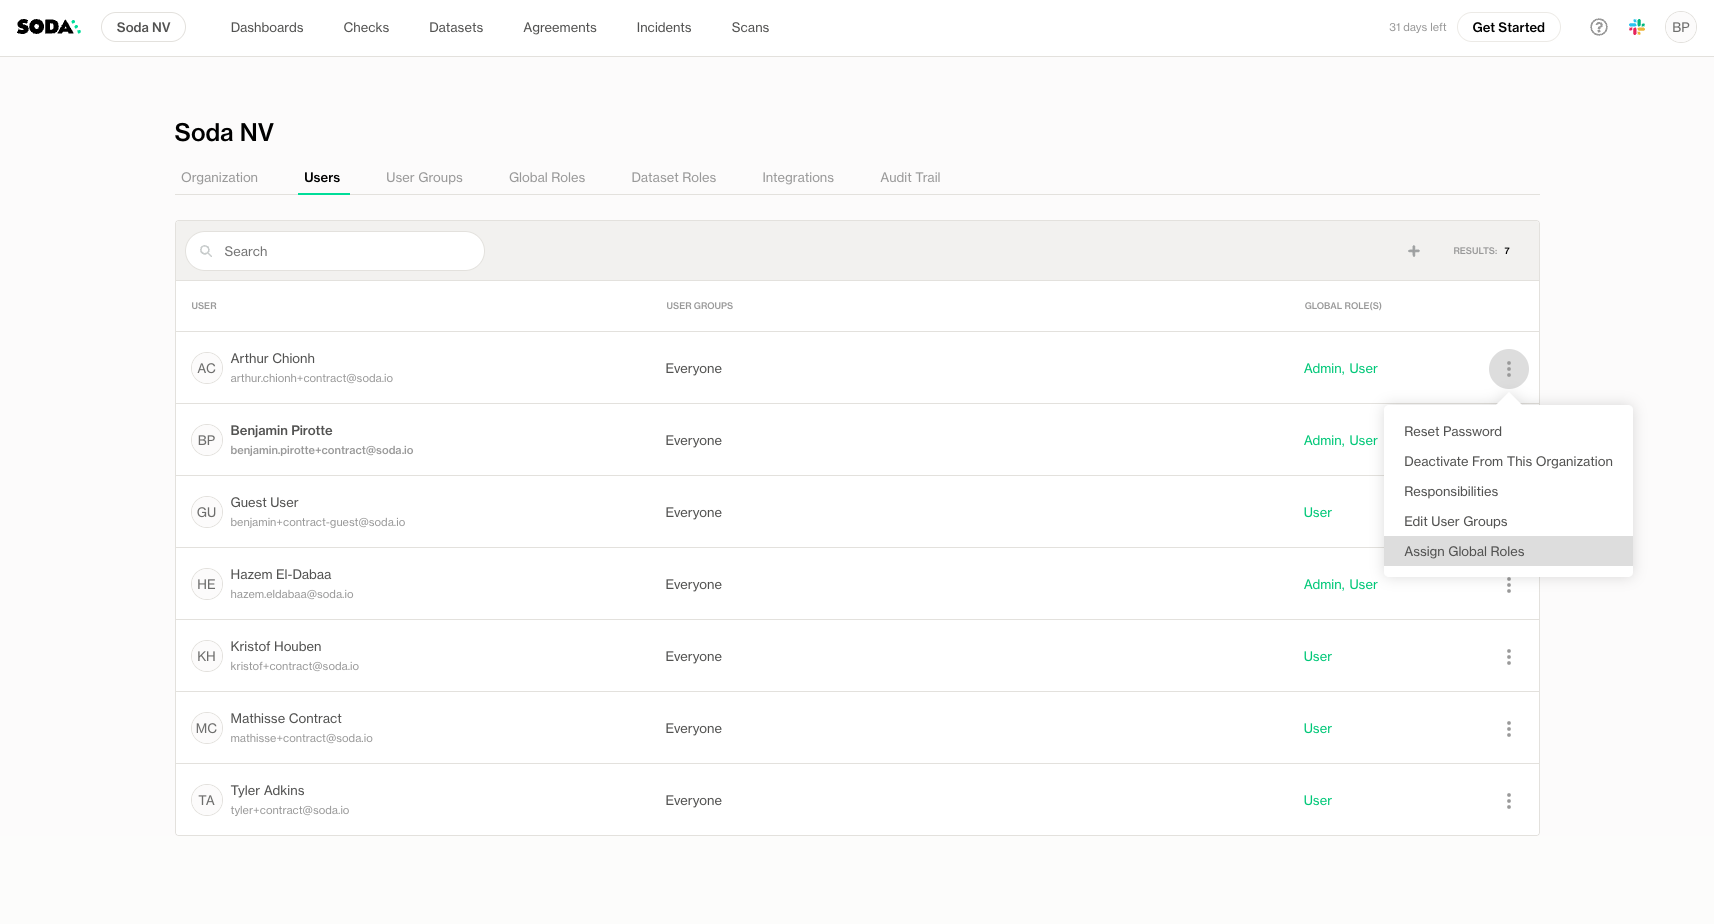 SODA
Soda NV
Dashboards
Checks
Datasets
Agreements
Incidents
Scans
31 days left
Get Started
BP
Soda NV
Organization
Users
User Groups
Global Roles
Dataset Roles
Integrations
Audit Trail
Search
RESULTS: 7
USER
USER GROUPS
GLOBAL ROLE(S)
AC
Arthur Chionh
arthur.chionh+contract@soda.io
Everyone
Admin, User
BP
Benjamin Pirotte
benjamin.pirotte+contract@soda.io
Everyone
Admin, User
Reset Password
Deactivate From This Organization
Responsibilities
Edit User Groups
Assign Global Roles
GU
Guest User
benjamin+contract-guest@soda.io
Everyone
User
HE
Hazem El-Dabaa
hazem.eldabaa@soda.io
Everyone
Admin, User
KH
Kristof Houben
kristof+contract@soda.io
Everyone
User
MC
Mathisse Contract
mathisse+contract@soda.io
Everyone
User
TA
Tyler Adkins
tyler+contract@soda.io
Everyone
User